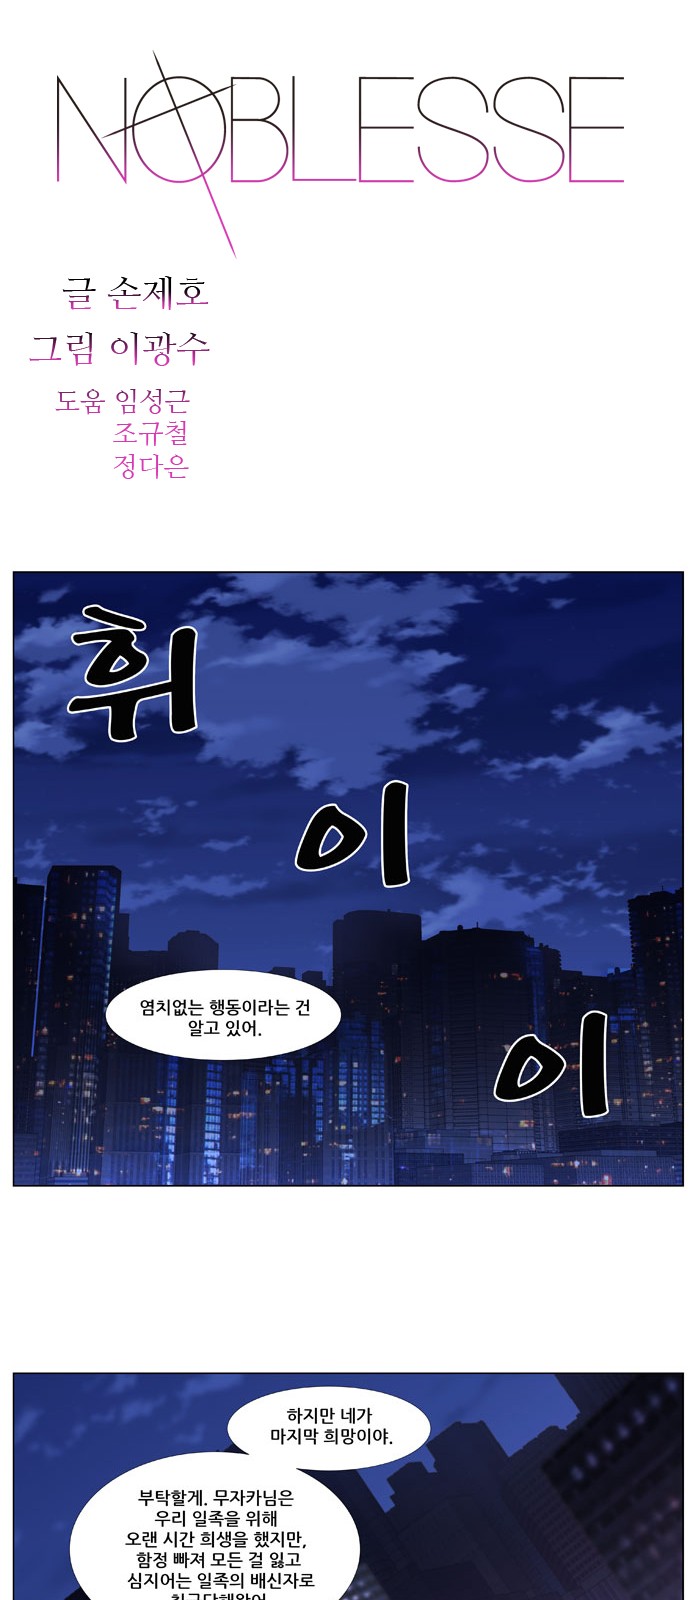 NOBLESSE
글 손제호
그림 이광수
도움 임성근
조규철
정다은
휘
이
이
염치없는 행동이라는 건
알고 있어.
하지만 네가
마지막 희망이야.
부탁할게. 무자카님은
우리 일족을 위해
오랜 시간 희생을 했지만,
함정 빠져 모든 걸 잃고
심지어는 일족의 배신자로